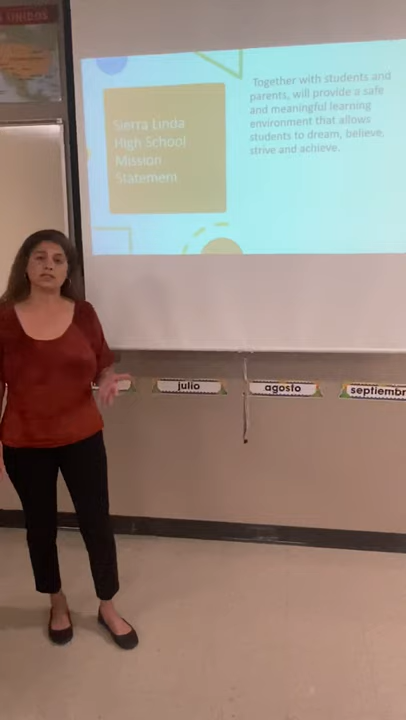 UNIDOS
Sierra Linda
High School
Mission
Statement
Together with students and
parents, will provide a safe
and meaningful learning
environment that allows
students to dream, believe,
strive and achieve.
julio
agosto
septiembr